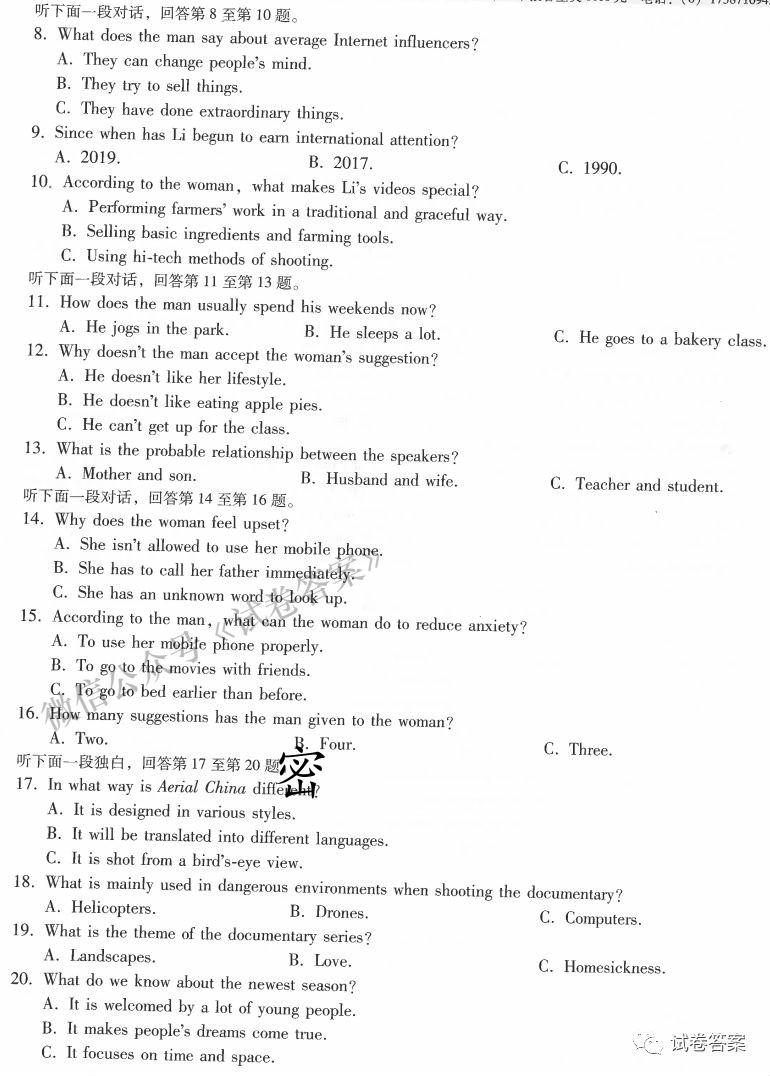 听下面一段对话，回答第 8 至第 10 题。
8. What does the man say about average Internet influencers?
A. They can change people's mind.
B. They try to sell things.
C. They have done extraordinary things.
9. Since when has Li begun to earn international attention?
A. 2019. B. 2017. C. 1990.
10. According to the woman, what makes Li's videos special?
A. Performing farmers' work in a traditional and graceful way.
B. Selling basic ingredients and farming tools.
C. Using hi-tech methods of shooting.
听下面一段对话，回答第 11 至第 13 题。
11. How does the man usually spend his weekends now?
A. He jogs in the park. B. He sleeps a lot. C. He goes to a bakery class.
12. Why doesn't the man accept the woman's suggestion?
A. He doesn't like her lifestyle.
B. He doesn't like eating apple pies.
C. He can't get up for the class.
13. What is the probable relationship between the speakers?
A. Mother and son. B. Husband and wife. C. Teacher and student.
听下面一段对话，回答第 14 至第 16 题。
14. Why does the woman feel upset?
A. She isn't allowed to use her mobile phone.
B. She has to call her father immediately.
C. She has an unknown word to look up.
15. According to the man, what can the woman do to reduce anxiety?
A. To use her mobile phone properly.
B. To go to the movies with friends.
C. To go to bed earlier than before.
16. How many suggestions has the man given to the woman?
A. Two. B. Four. C. Three.
听下面一段独白，回答第 17 至第 20 题
密
17. In what way is Aerial China different?
A. It is designed in various styles.
B. It will be translated into different languages.
C. It is shot from a bird's-eye view.
18. What is mainly used in dangerous environments when shooting the documentary?
A. Helicopters. B. Drones. C. Computers.
19. What is the theme of the documentary series?
A. Landscapes. B. Love. C. Homesickness.
20. What do we know about the newest season?
A. It is welcomed by a lot of young people.
B. It makes people's dreams come true.
C. It focuses on time and space.
微信公众号《试卷答案》
试卷答案